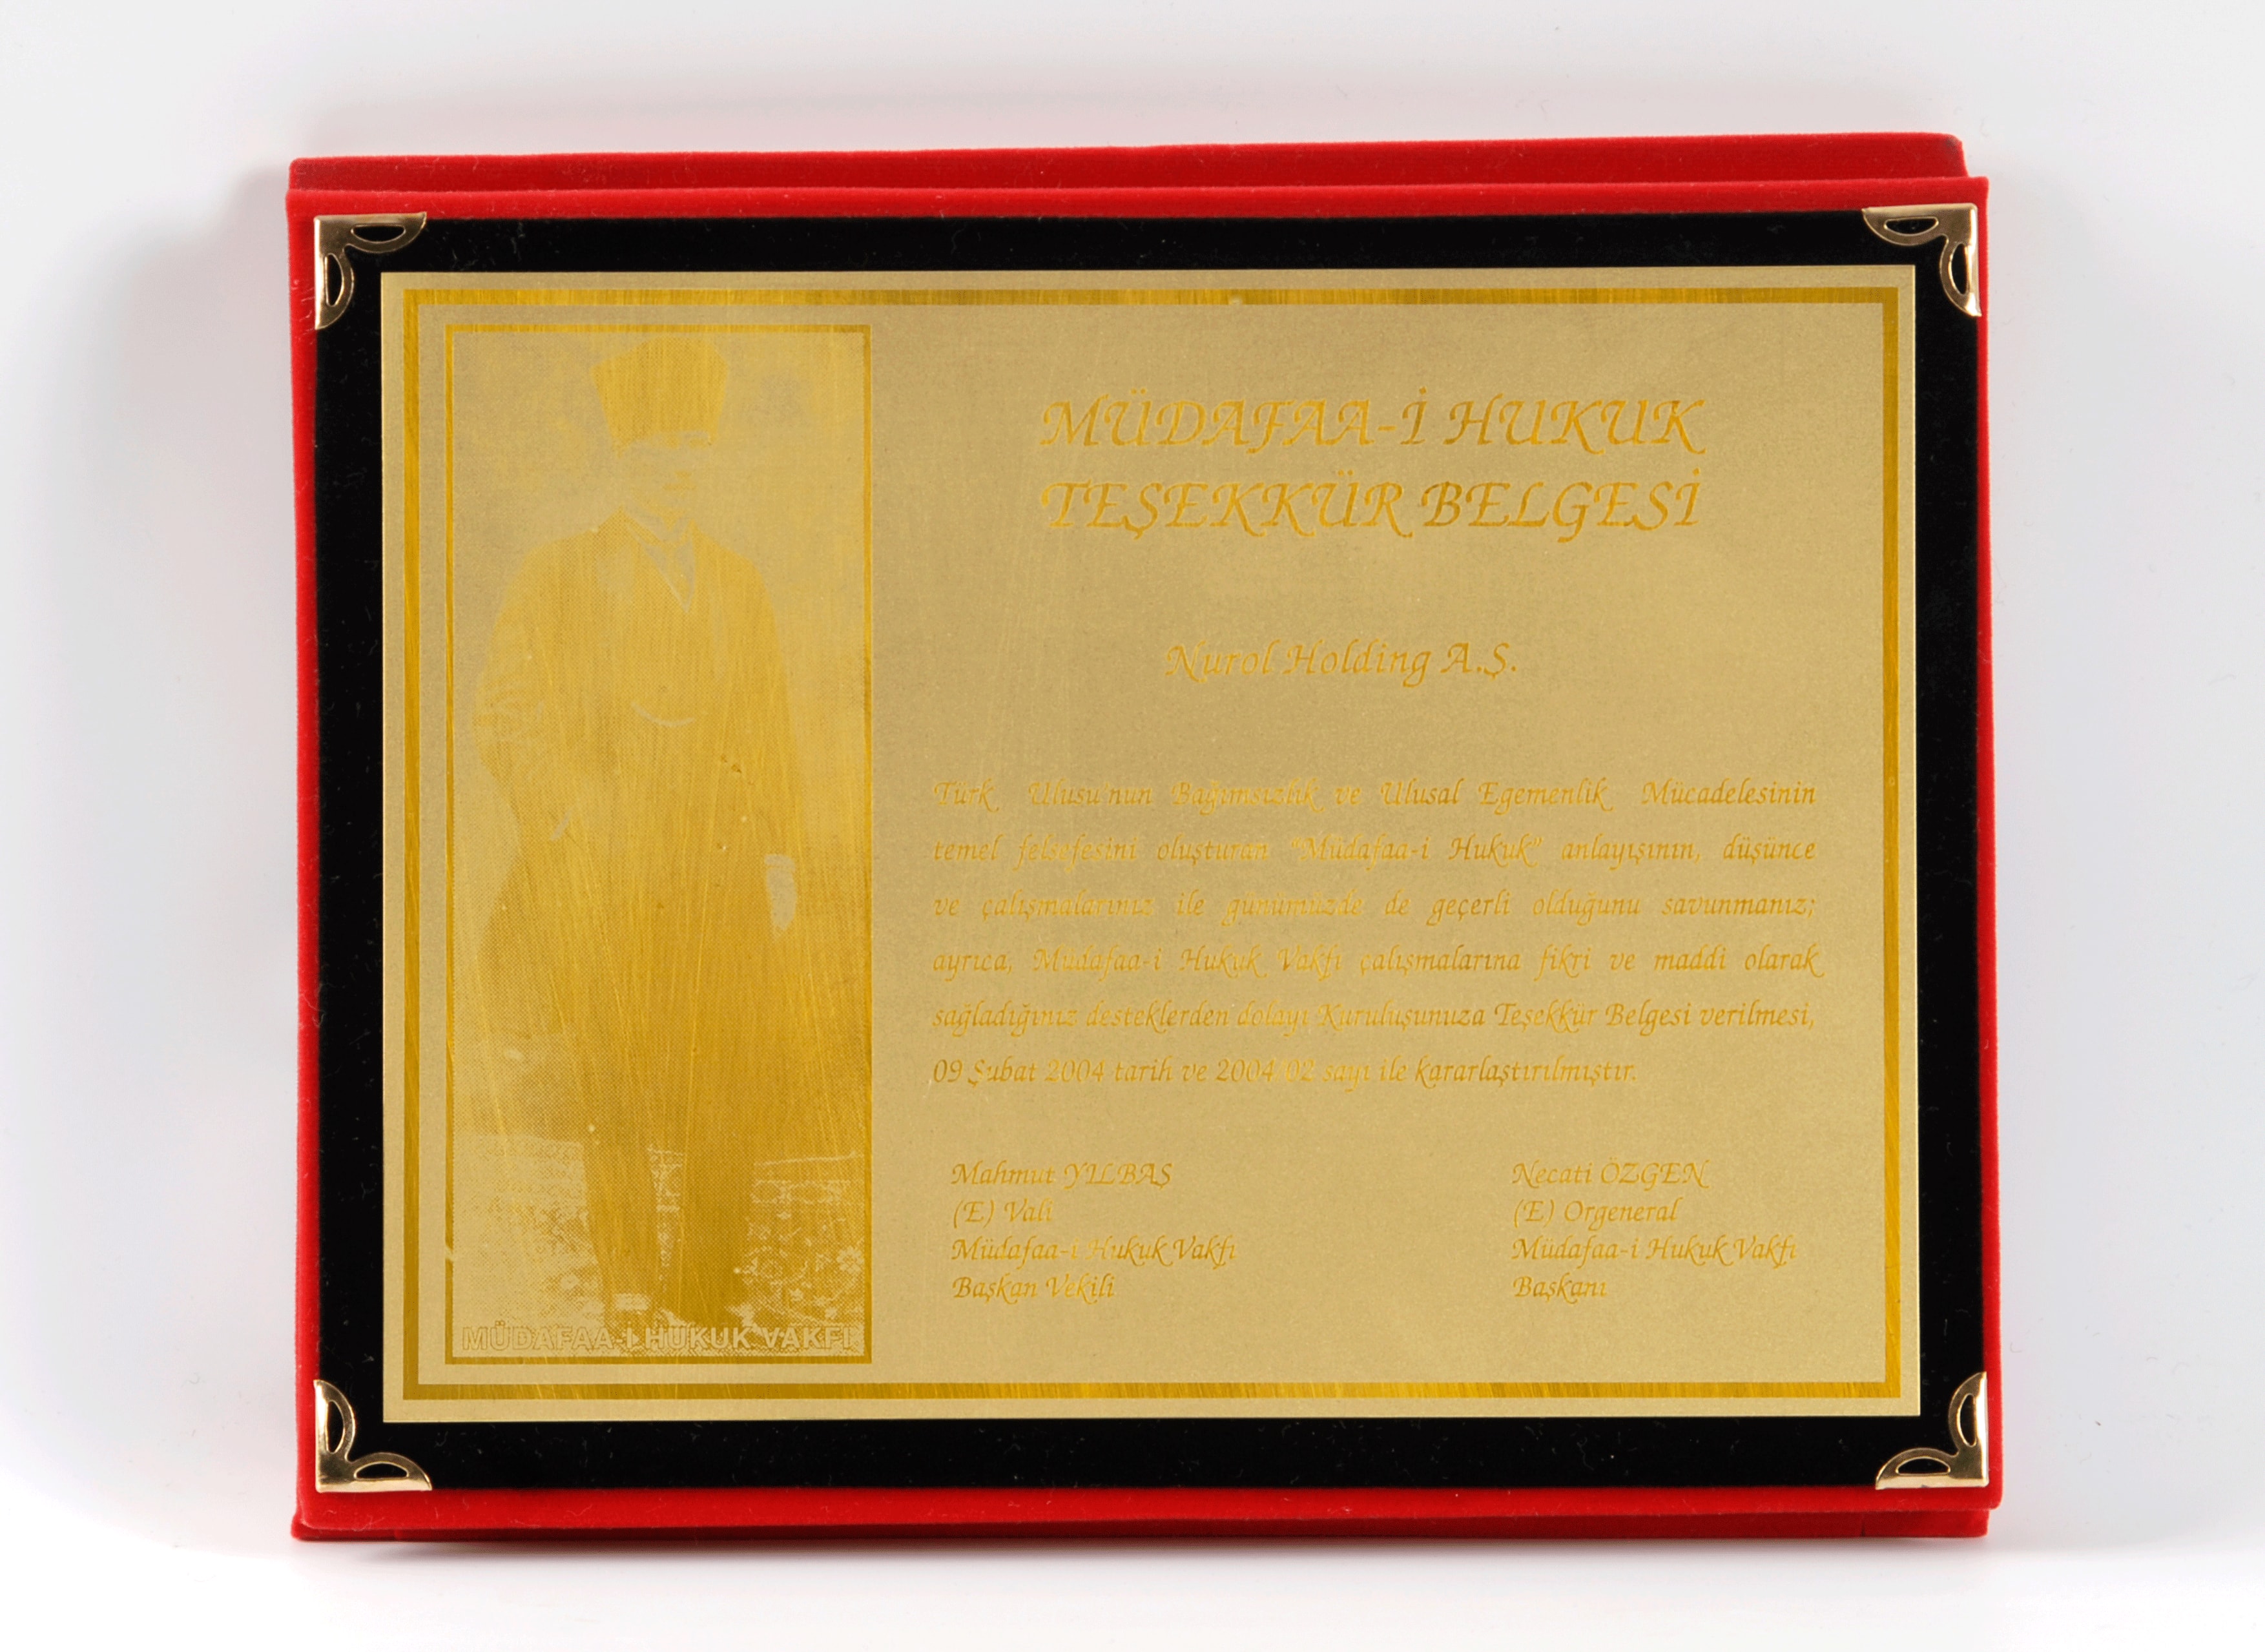 MÜDAFAA-İ HUKUK
TEŞEKKÜR BELGESİ
Nurol Holding A.Ş.
Türk Ulusu'nun Bağımsızlık ve Ulusal Egemenlik Mücadelesinin
temel felsefesini oluşturan "Müdafaa-i Hukuk" anlayışının, düşünce
ve çalışmalarınız ile günümüzde de geçerli olduğunu savunmanız;
ayrıca, Müdafaa-i Hukuk Vakfı çalışmalarına fikri ve maddi olarak
sağladığınız desteklerden dolayı Kuruluşunuza Teşekkür Belgesi verilmesi,
09 Şubat 2004 tarih ve 2004/02 sayı ile kararlaştırılmıştır.
Mahmut YILBAŞ
(E) Vali
Müdafaa-i Hukuk Vakfı
Başkan Vekili
Necati ÖZGEN
(E) Orgeneral
Müdafaa-i Hukuk Vakfı
Başkanı
MÜDAFAA-İ HUKUK VAKFI